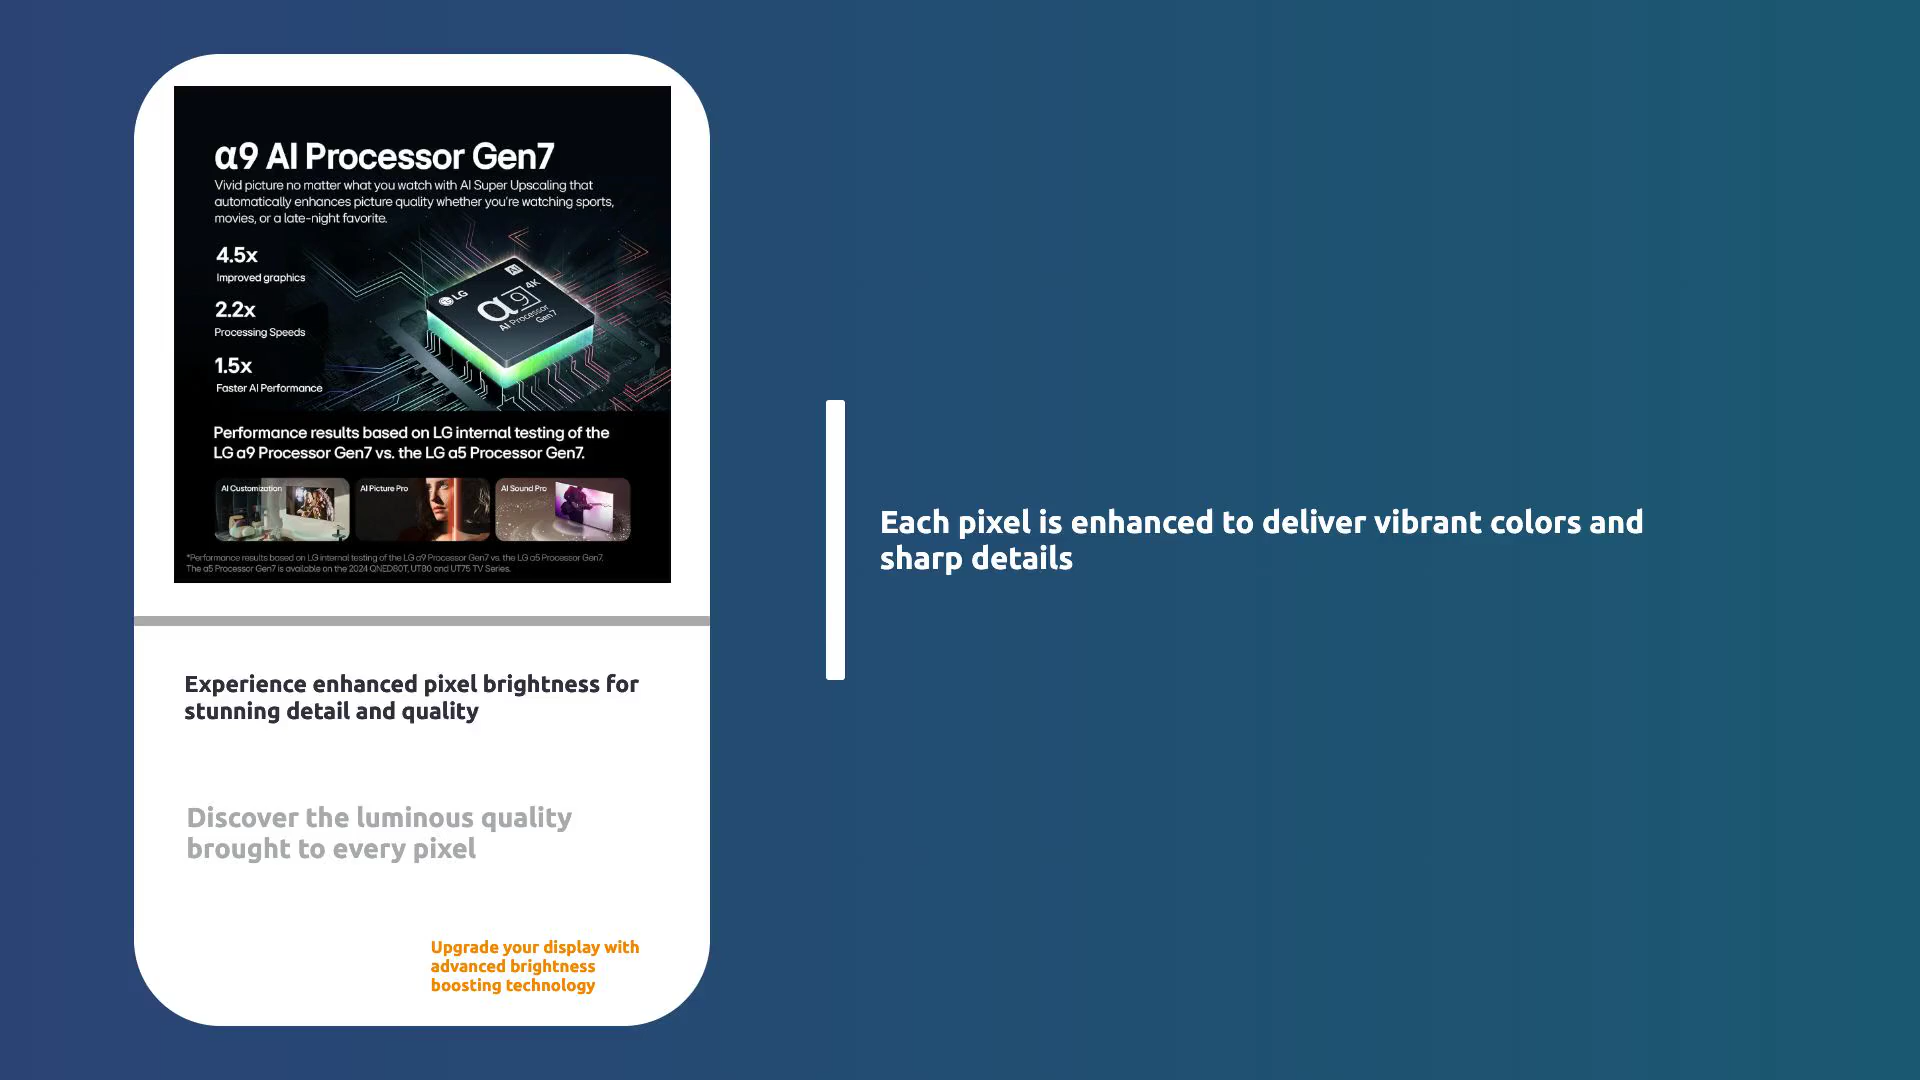 α9 AI Processor Gen7
Vivid picture no matter what you watch with AI Super Upscaling that
automatically enhances picture quality whether you're watching sports,
movies, or a late-night favorite.
4.5x
Improved graphics
2.2x
Processing Speeds
1.5x
Faster AI Performance
AI
LG
α9 4K
AI Processor
Gen7
Performance results based on LG internal testing of the
LG α9 Processor Gen7 vs. the LG α5 Processor Gen7.
AI Customization
AI Picture Pro
AI Sound Pro
*Performance results based on LG internal testing of the LG α9 Processor Gen7 vs. the LG α5 Processor Gen7.
The α5 Processor Gen7 is available on the 2024 QNED80T, UT80 and UT75 TV Series.
Experience enhanced pixel brightness for
stunning detail and quality
Discover the luminous quality
brought to every pixel
Upgrade your display with
advanced brightness
boosting technology
Each pixel is enhanced to deliver vibrant colors and
sharp details